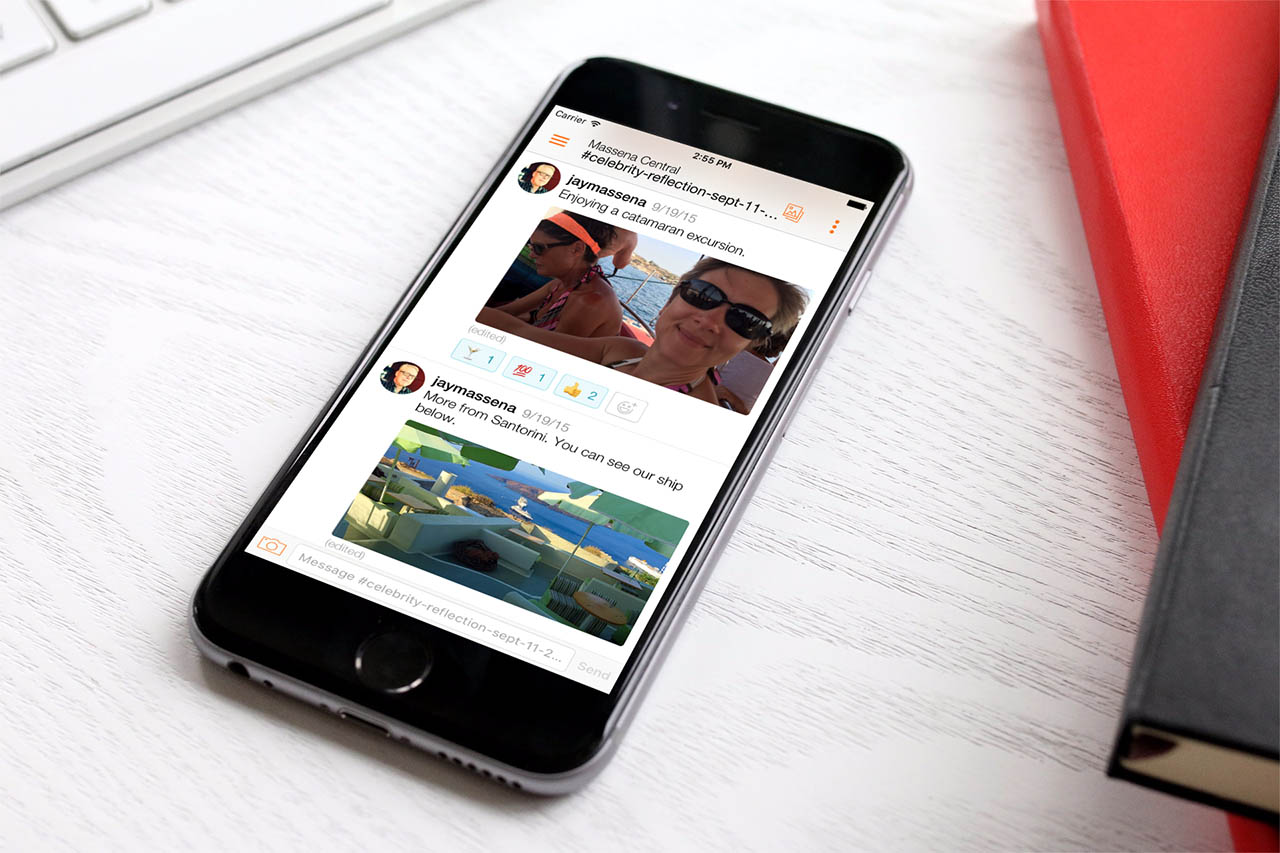 Carrier
2:55 PM
Massena Central
#celebrity-reflection-sept-11-...
jaymassena 9/19/15
Enjoying a catamaran excursion.
(edited)
1
100 1
2
jaymassena 9/19/15
More from Santorini. You can see our ship
below.
(edited)
Message #celebrity-reflection-sept-11-2...
Send